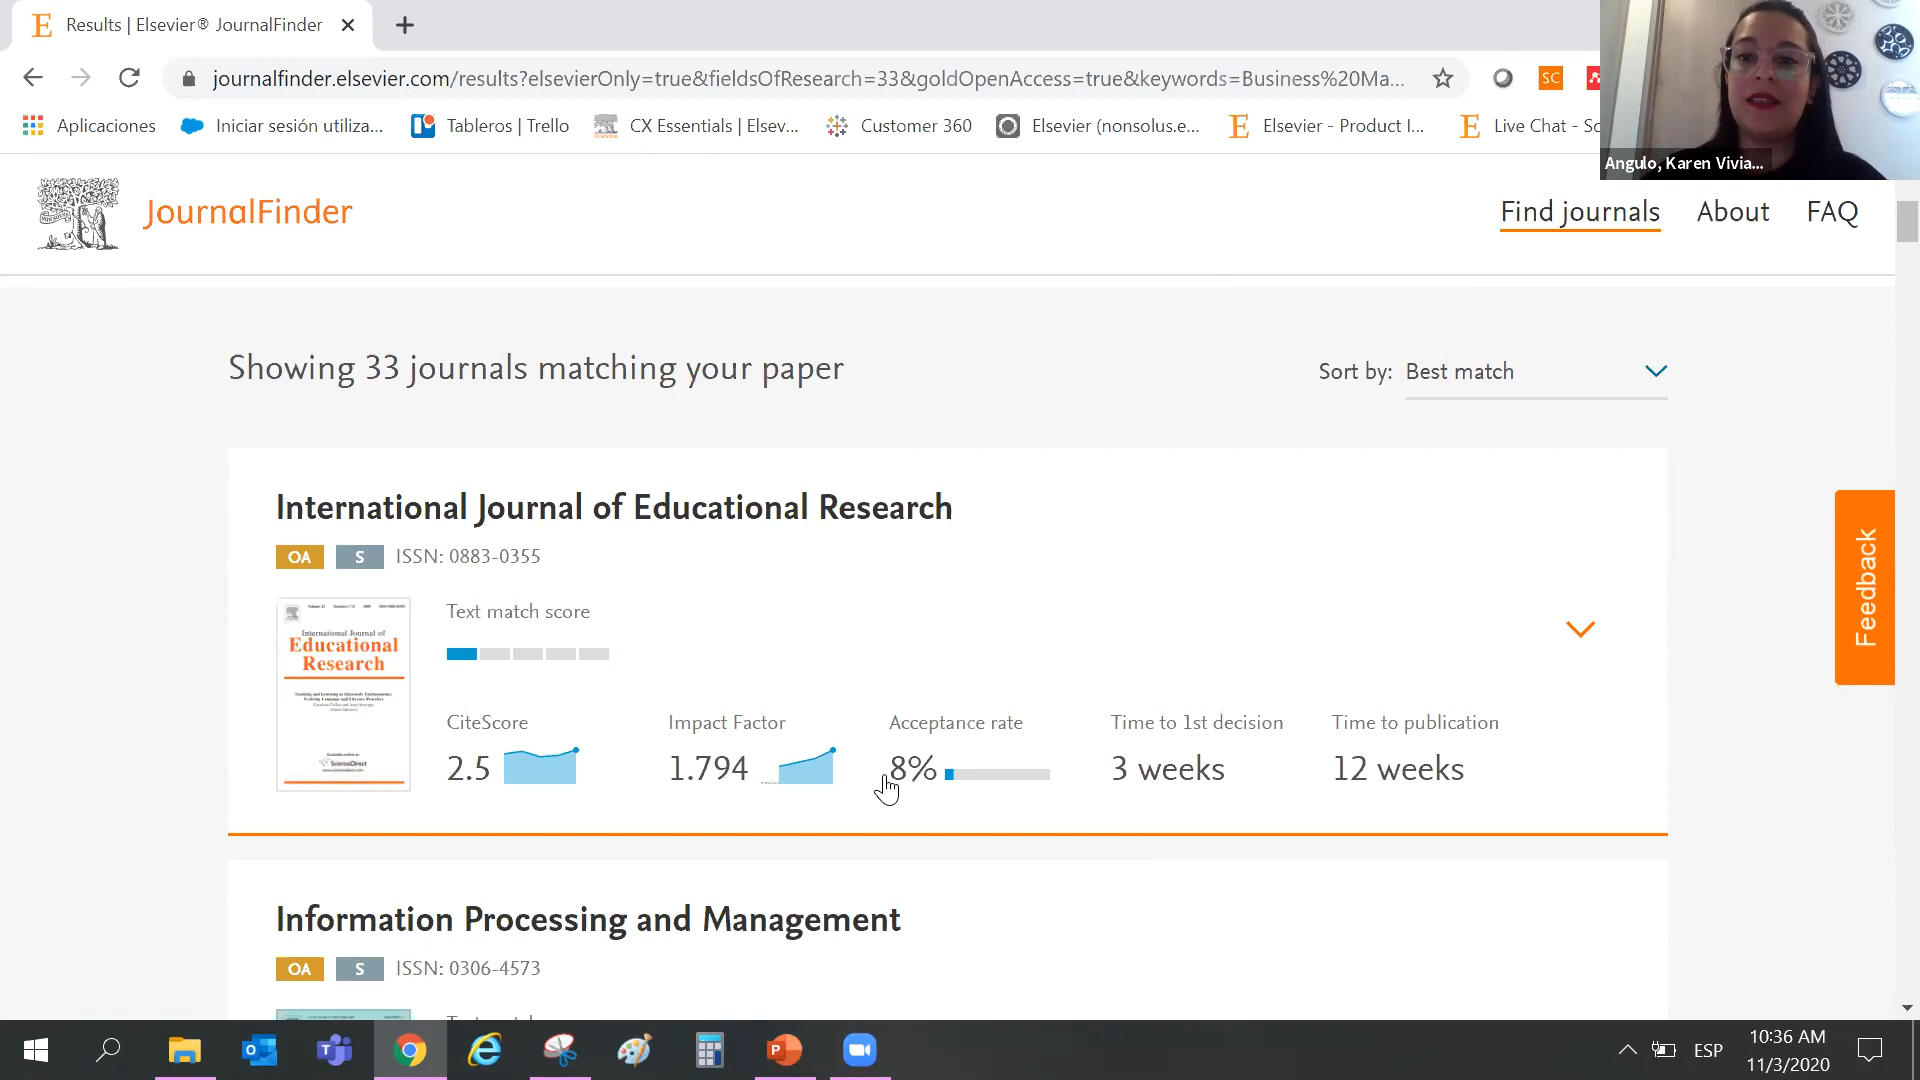 Results | Elsevier® JournalFinder
journalfinder.elsevier.com/results?elsevierOnly=true&fieldsOfResearch=33&goldOpenAccess=true&keywords=Business%20Ma...
SC
Aplicaciones
Iniciar sesión utiliza...
Tableros | Trello
CX Essentials | Elsev...
Customer 360
Elsevier (nonsolus.e...
Elsevier - Product I...
Live Chat - Sc
Angulo, Karen Vivia...
JournalFinder
Find journals
About
FAQ
Showing 33 journals matching your paper
Sort by: Best match
International Journal of Educational Research
OA
S
ISSN: 0883-0355
International Journal of
Educational
Research
ScienceDirect
Text match score
CiteScore
2.5
Impact Factor
1.794
Acceptance rate
8%
Time to 1st decision
3 weeks
Time to publication
12 weeks
Feedback
Information Processing and Management
OA
S
ISSN: 0306-4573
ESP
10:36 AM
11/3/2020